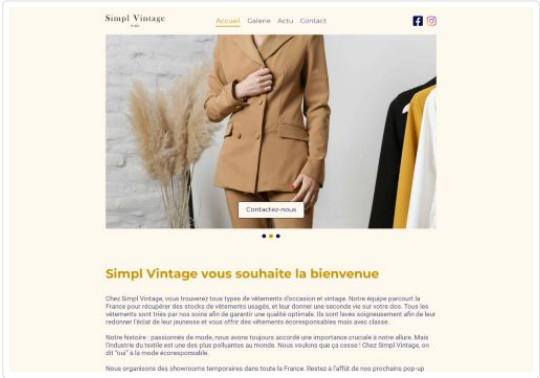 Simpl Vintage
Accueil Galerie Actu Contact
Contactez-nous
Simpl Vintage vous souhaite la bienvenue
Chez Simpl Vintage, vous trouverez tous types de vêtements d'occasion et vintage. Notre équipe parcourt la
France pour récupérer des stocks de vêtements usagés, et leur donner une seconde vie sur votre dos. Tous les
vêtements sont triés par nos soins afin de garantir une qualité optimale. Ils sont lavés soigneusement afin de leur
redonner l'éclat de leur jeunesse et vous offrir des vêtements écoresponsables mais avec classe.
Notre histoire : passionnés de mode, nous avons toujours accordé une importance cruciale à notre allure. Mais
l'industrie du textile est une des plus polluantes au monde. Nous voulons que ça cesse ! Chez Simpl Vintage, on
dit "oui" à la mode écoresponsable.
Nous organisons des showrooms temporaires dans toute la France. Restez à l'affût de nos prochains pop-up